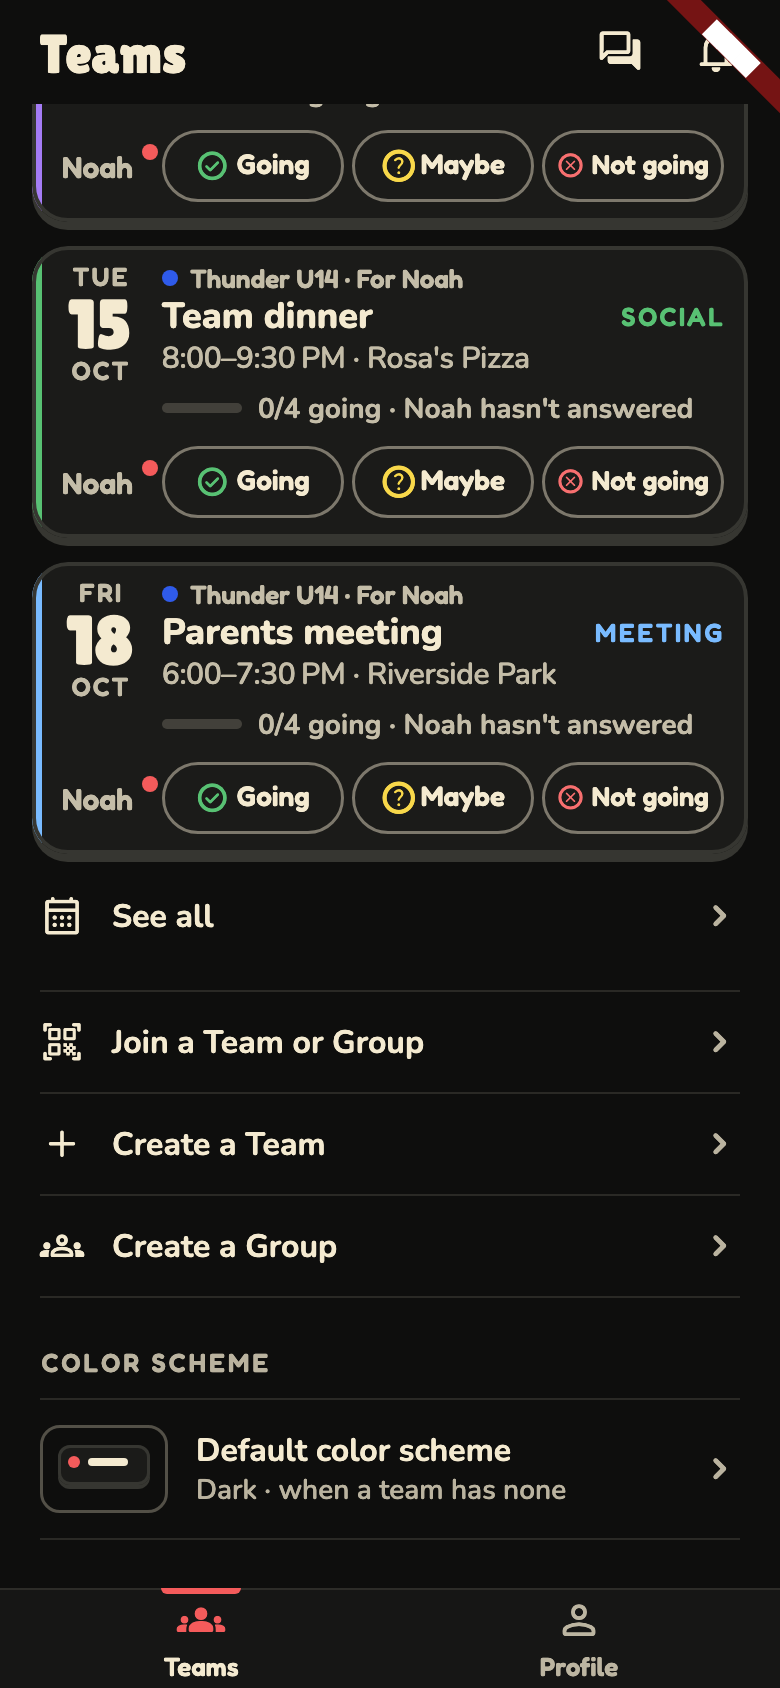 Teams
Noah Going Maybe Not going
TUE
15
OCT
Thunder U14 · For Noah
Team dinner
SOCIAL
8:00–9:30 PM · Rosa's Pizza
0/4 going · Noah hasn't answered
Noah Going Maybe Not going
FRI
18
OCT
Thunder U14 · For Noah
Parents meeting
MEETING
6:00–7:30 PM · Riverside Park
0/4 going · Noah hasn't answered
Noah Going Maybe Not going
See all
Join a Team or Group
Create a Team
Create a Group
COLOR SCHEME
Default color scheme
Dark · when a team has none
Teams Profile